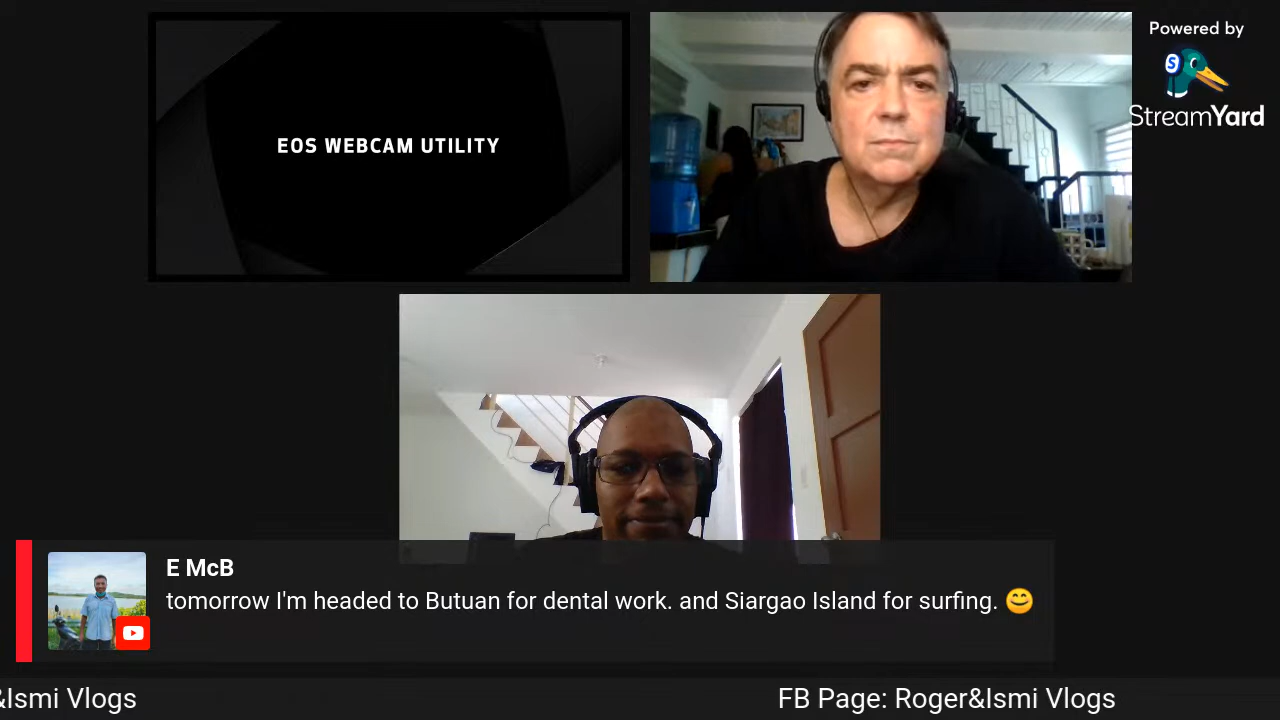 Powered by
S
StreamYard
EOS WEBCAM UTILITY
E McB
tomorrow I'm headed to Butuan for dental work. and Siargao Island for surfing. 😊
&Ismi Vlogs
FB Page: Roger&Ismi Vlogs